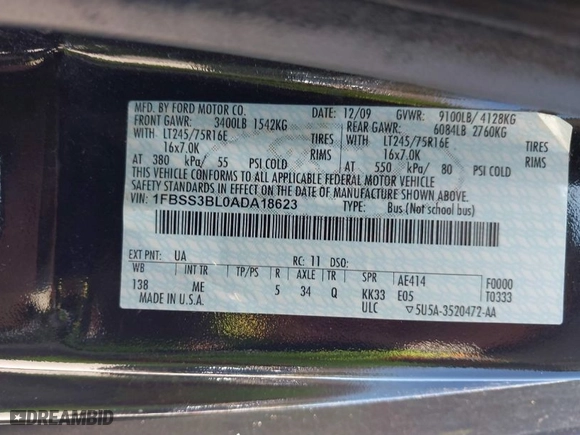 MFD. BY FORD MOTOR CO.
DATE: 12/09 GVWR: 9100LB/ 4128KG
FRONT GAWR: 3400LB 1542KG
REAR GAWR: 6084LB 2760KG
WITH LT245/75R16E TIRES
WITH LT245/75R16E TIRES
16x7.0K RIMS
16x7.0K RIMS
AT 380 kPa/ 55 PSI COLD
AT 550 kPa/ 80 PSI COLD
THIS VEHICLE CONFORMS TO ALL APPLICABLE FEDERAL MOTOR VEHICLE
SAFETY STANDARDS IN EFFECT ON THE DATE OF MANUFACTURE SHOWN ABOVE.
VIN: 1FBSS3BL0ADA18623 TYPE: Bus (Not school bus)
EXT PNT: UA RC: 11 DSO:
WB INT TR TP/PS R AXLE TR SPR AE414 F0000
138 ME 5 34 Q KK33 E05 T0333
MADE IN U.S.A. ULC ▽5U5A-3520472-AA
DREAMBID